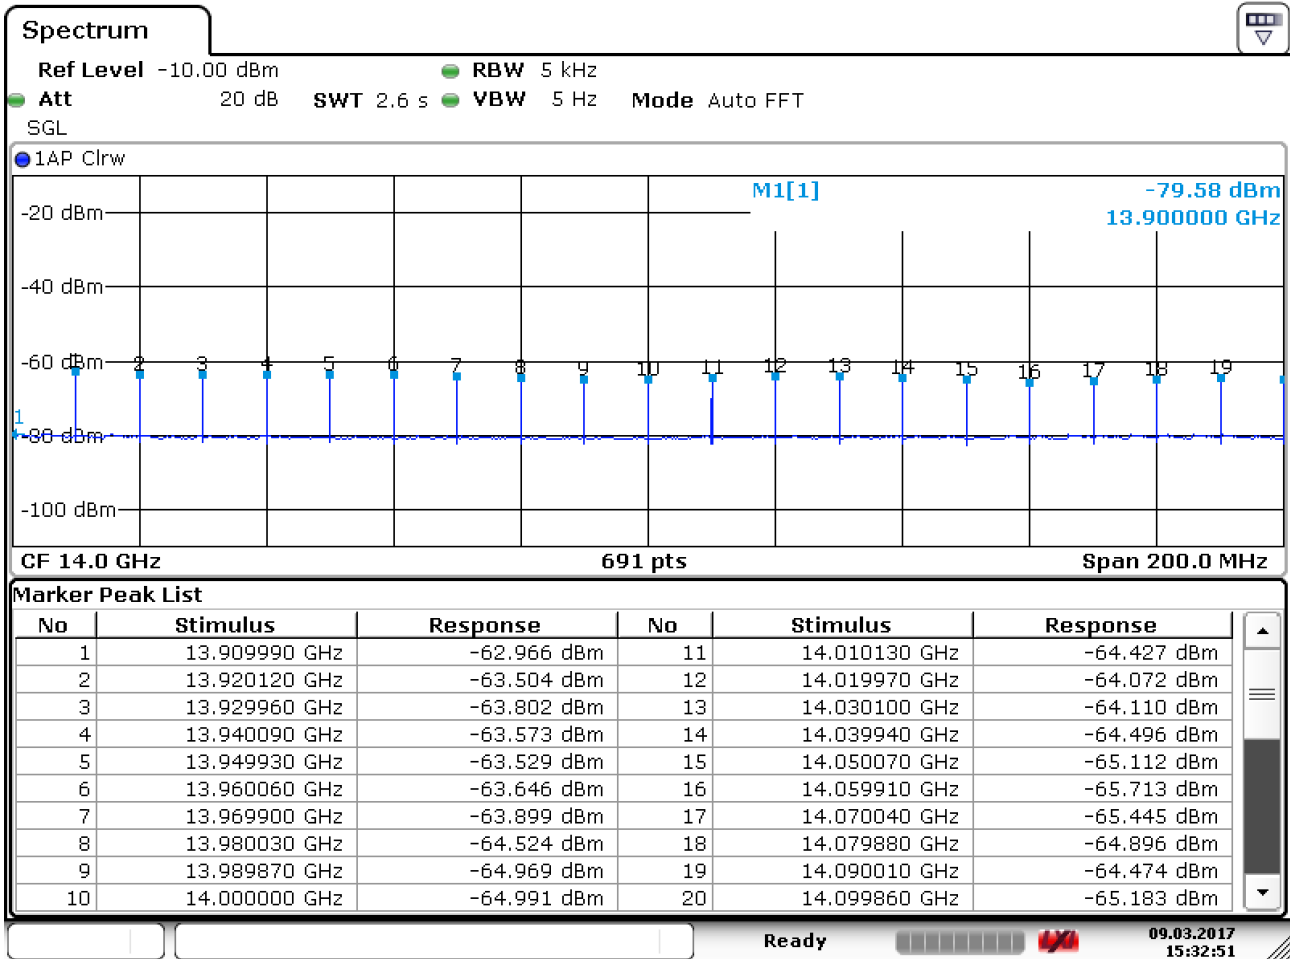 Spectrum
Ref Level -10.00 dBm RBW 5 kHz
Att 20 dB SWT 2.6 s VBW 5 Hz Mode Auto FFT
SGL
1AP Clrw
M1[1] -79.58 dBm
13.900000 GHz
-20 dBm
-40 dBm
-60 dBm
1 2 3 4 5 6 7 8 9 10 11 12 13 14 15 16 17 18 19
1
-80 dBm
-100 dBm
CF 14.0 GHz 691 pts Span 200.0 MHz
Marker Peak List
No Stimulus Response No Stimulus Response
1 13.909990 GHz -62.966 dBm 11 14.010130 GHz -64.427 dBm
2 13.920120 GHz -63.504 dBm 12 14.019970 GHz -64.072 dBm
3 13.929960 GHz -63.802 dBm 13 14.030100 GHz -64.110 dBm
4 13.940090 GHz -63.573 dBm 14 14.039940 GHz -64.496 dBm
5 13.949930 GHz -63.529 dBm 15 14.050070 GHz -65.112 dBm
6 13.960060 GHz -63.646 dBm 16 14.059910 GHz -65.713 dBm
7 13.969900 GHz -63.899 dBm 17 14.070040 GHz -65.445 dBm
8 13.980030 GHz -64.524 dBm 18 14.079880 GHz -64.896 dBm
9 13.989870 GHz -64.969 dBm 19 14.090010 GHz -64.474 dBm
10 14.000000 GHz -64.991 dBm 20 14.099860 GHz -65.183 dBm
Ready LXI 09.03.2017
15:32:51